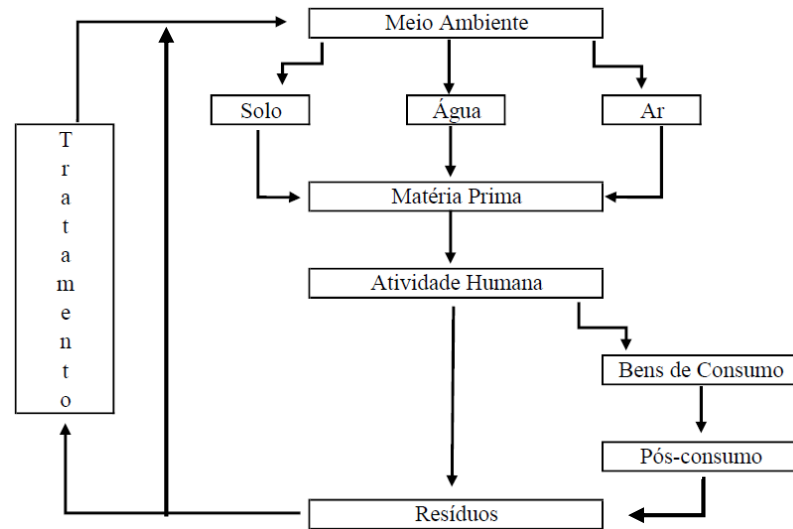 Meio Ambiente
Solo
Água
Ar
Tratamento
Matéria Prima
Atividade Humana
Bens de Consumo
Pós-consumo
Resíduos